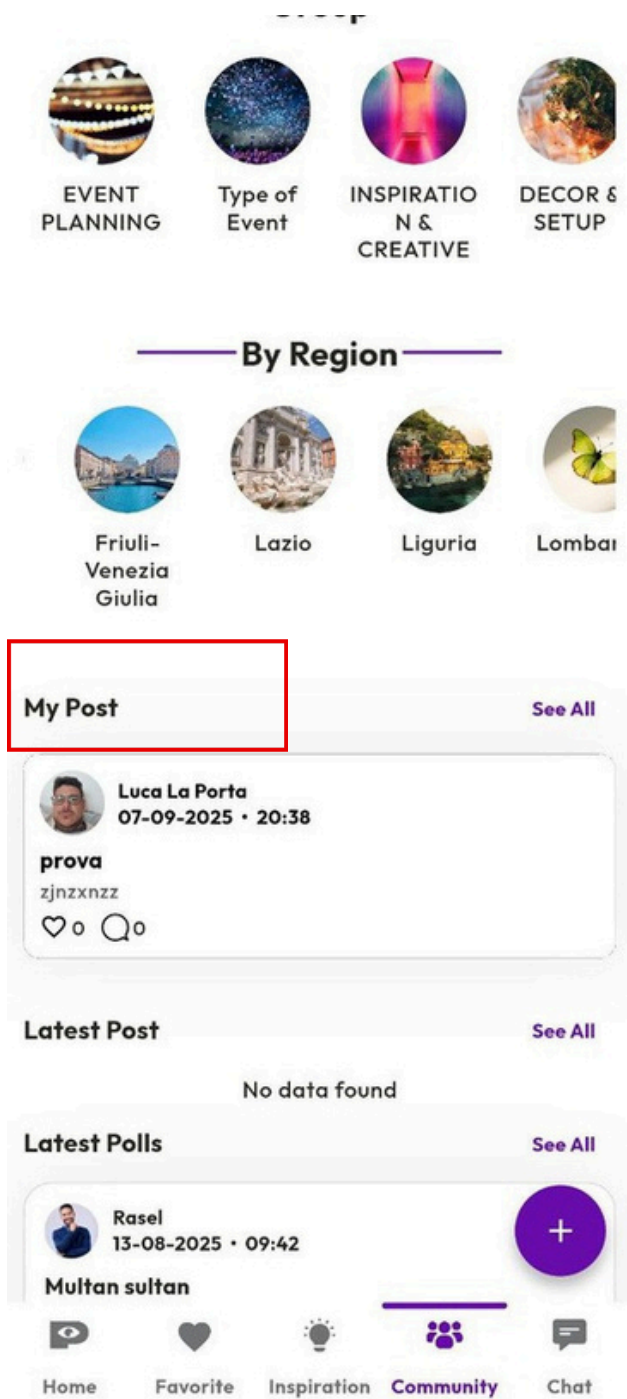 EVENT
PLANNING
Type of
Event
INSPIRATIO
N &
CREATIVE
DECOR &
SETUP
By Region
Friuli-
Venezia
Giulia
Lazio
Liguria
Lombar
My Post
See All
Luca La Porta
07-09-2025 • 20:38
prova
zjnzxnzz
0 0
Latest Post
See All
No data found
Latest Polls
See All
Rasel
13-08-2025 • 09:42
+
Multan sultan
Home
Favorite
Inspiration
Community
Chat